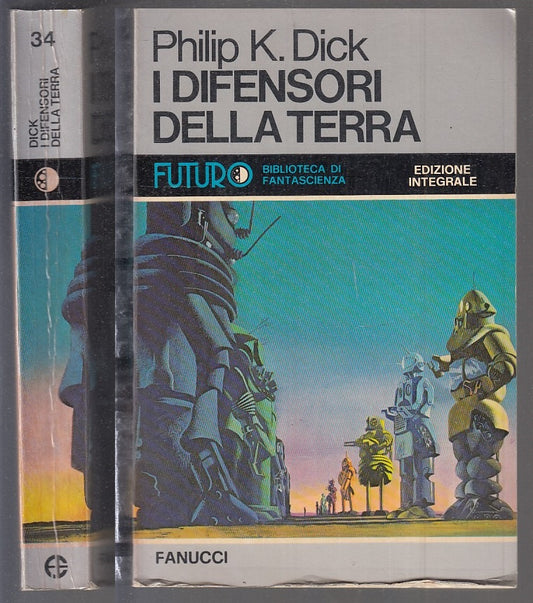 34
DICK
I DIFENSORI
DELLA TERRA
Philip K. Dick
I DIFENSORI
DELLA TERRA
FUTURO
BIBLIOTECA DI
FANTASCIENZA
EDIZIONE
INTEGRALE
FANUCCI